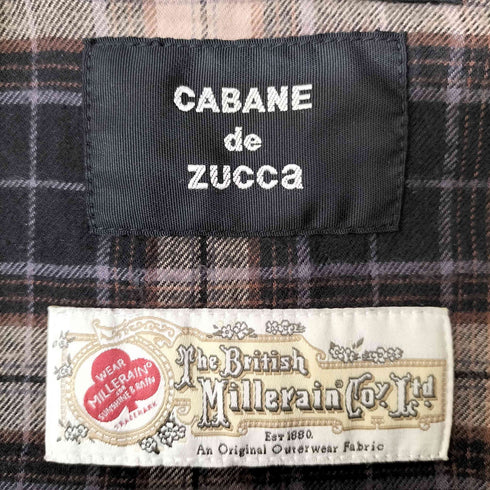 CABANE
de
zucca
WEAR
MILLERAIN
FOR
SUNSHINE & RAIN
TRADEMARK
The British
Millerain Coy. Ltd
EST 1880.
An Original Outerwear Fabric